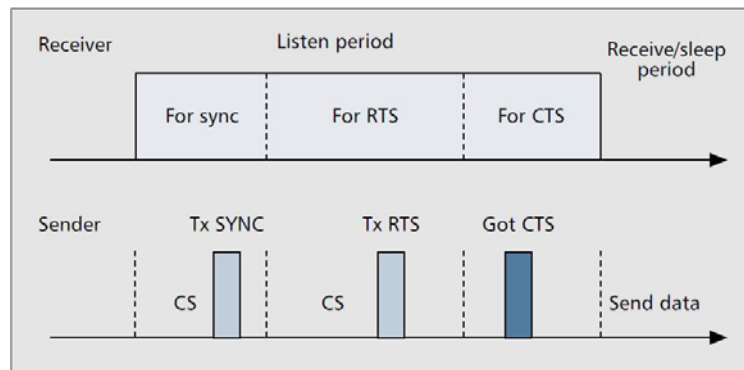 Receiver
Listen period
Receive/sleep
period
For sync
For RTS
For CTS
Sender
Tx SYNC
Tx RTS
Got CTS
CS
CS
Send data